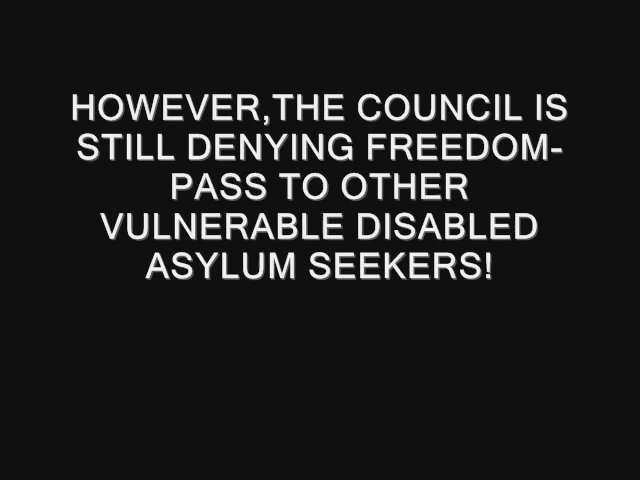 HOWEVER,THE COUNCIL IS
STILL DENYING FREEDOM-
PASS TO OTHER
VULNERABLE DISABLED
ASYLUM SEEKERS!